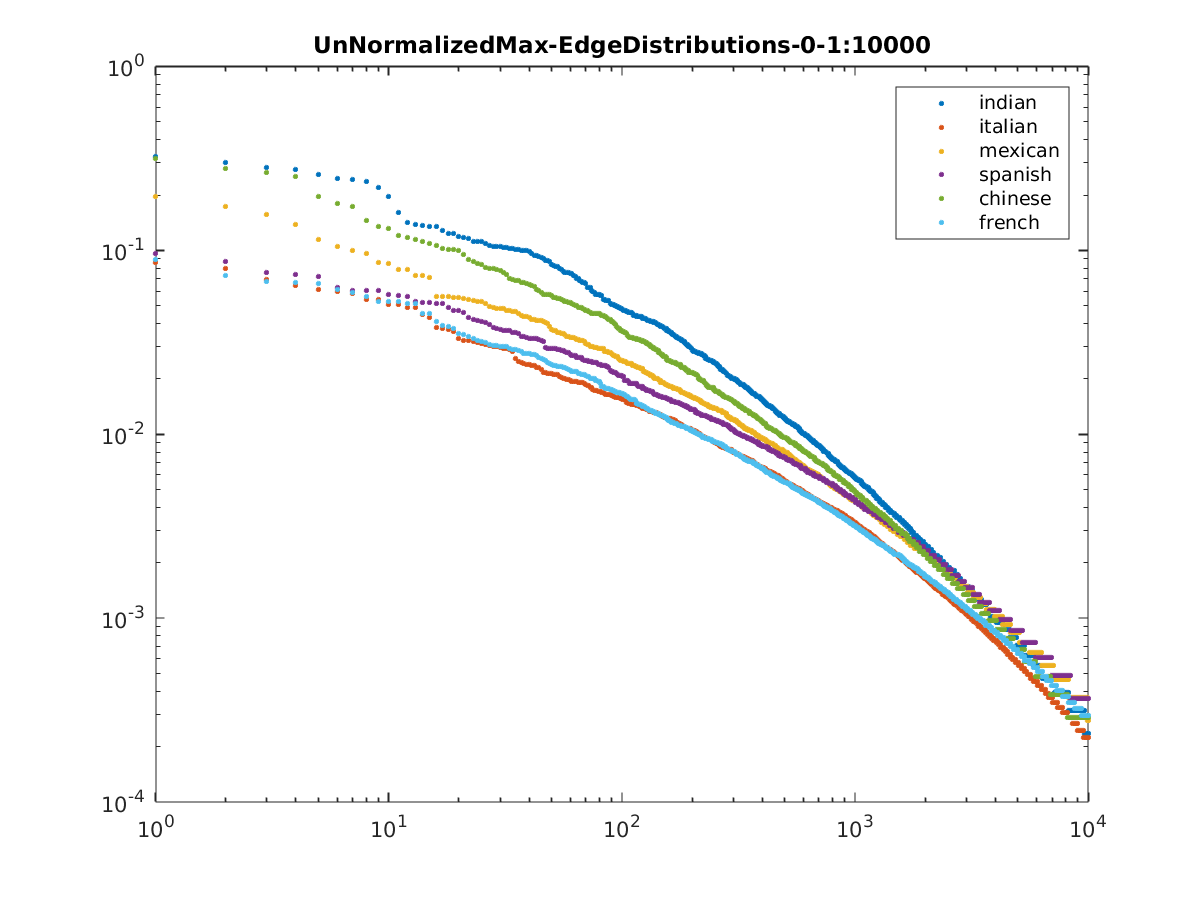 UnNormalizedMax-EdgeDistributions-0-1:10000
10^0
10^-1
10^-2
10^-3
10^-4
indian
italian
mexican
spanish
chinese
french
10^0 10^1 10^2 10^3 10^4